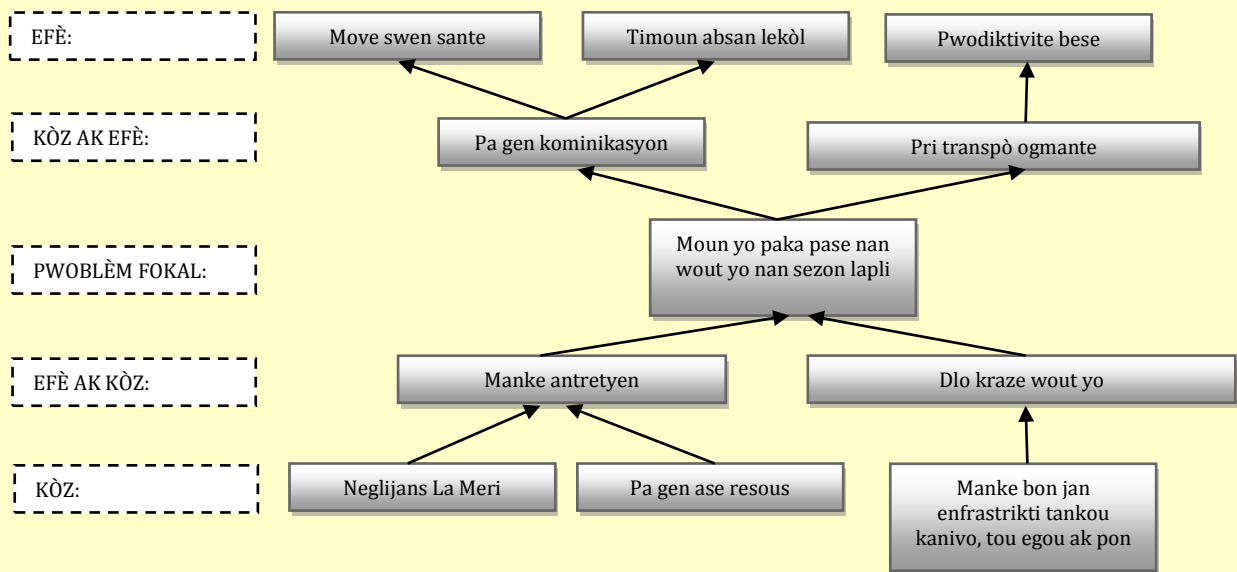 EFÈ:
Move swen sante
Timoun absan lekòl
Pwodiktivite bese
KÒZ AK EFÈ:
Pa gen kominikasyon
Pri transpò ogmante
PWOBLÈM FOKAL:
Moun yo paka pase nan
wout yo nan sezon lapli
EFÈ AK KÒZ:
Manke antretyen
Dlo kraze wout yo
KÒZ:
Neglijans La Meri
Pa gen ase resous
Manke bon jan
enfrastrikti tankou
kanivo, tou egou ak pon